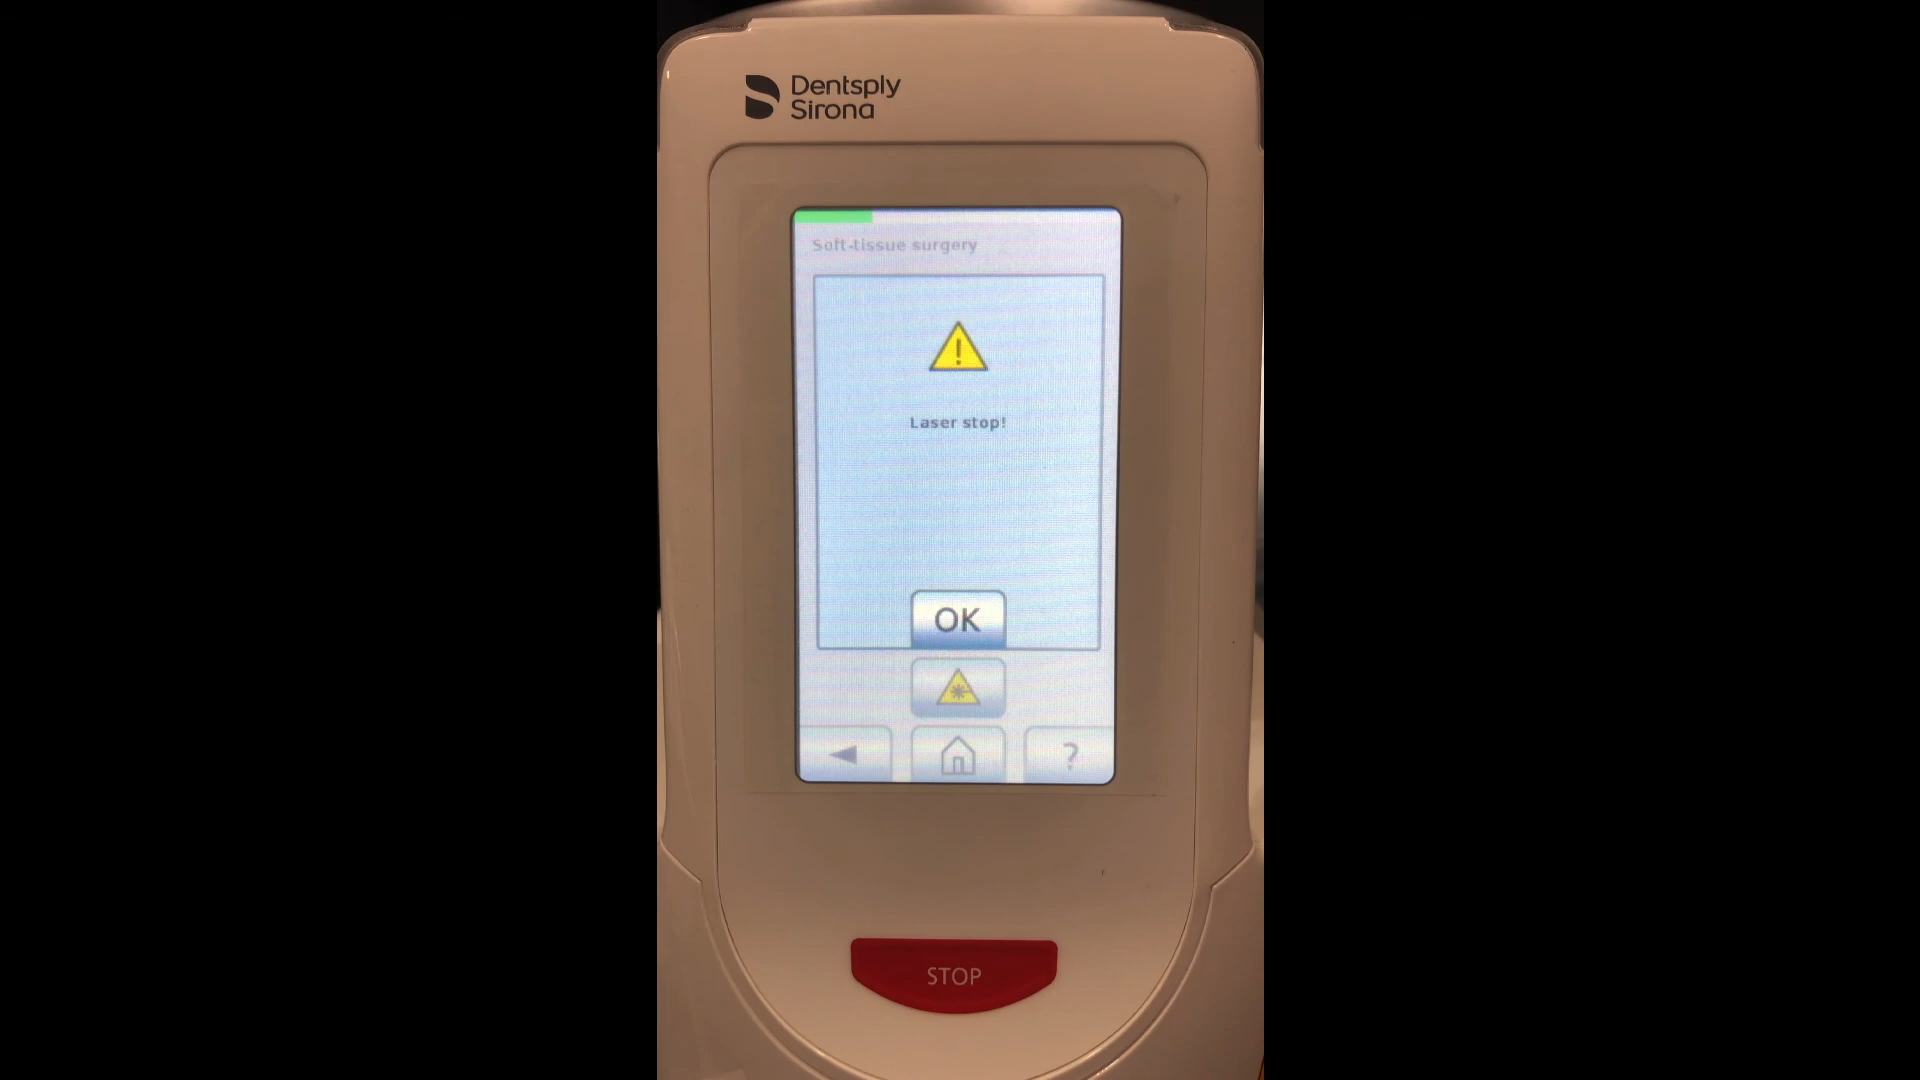 Dentsply
Sirona
Soft-tissue surgery
Laser stop!
OK
?
STOP